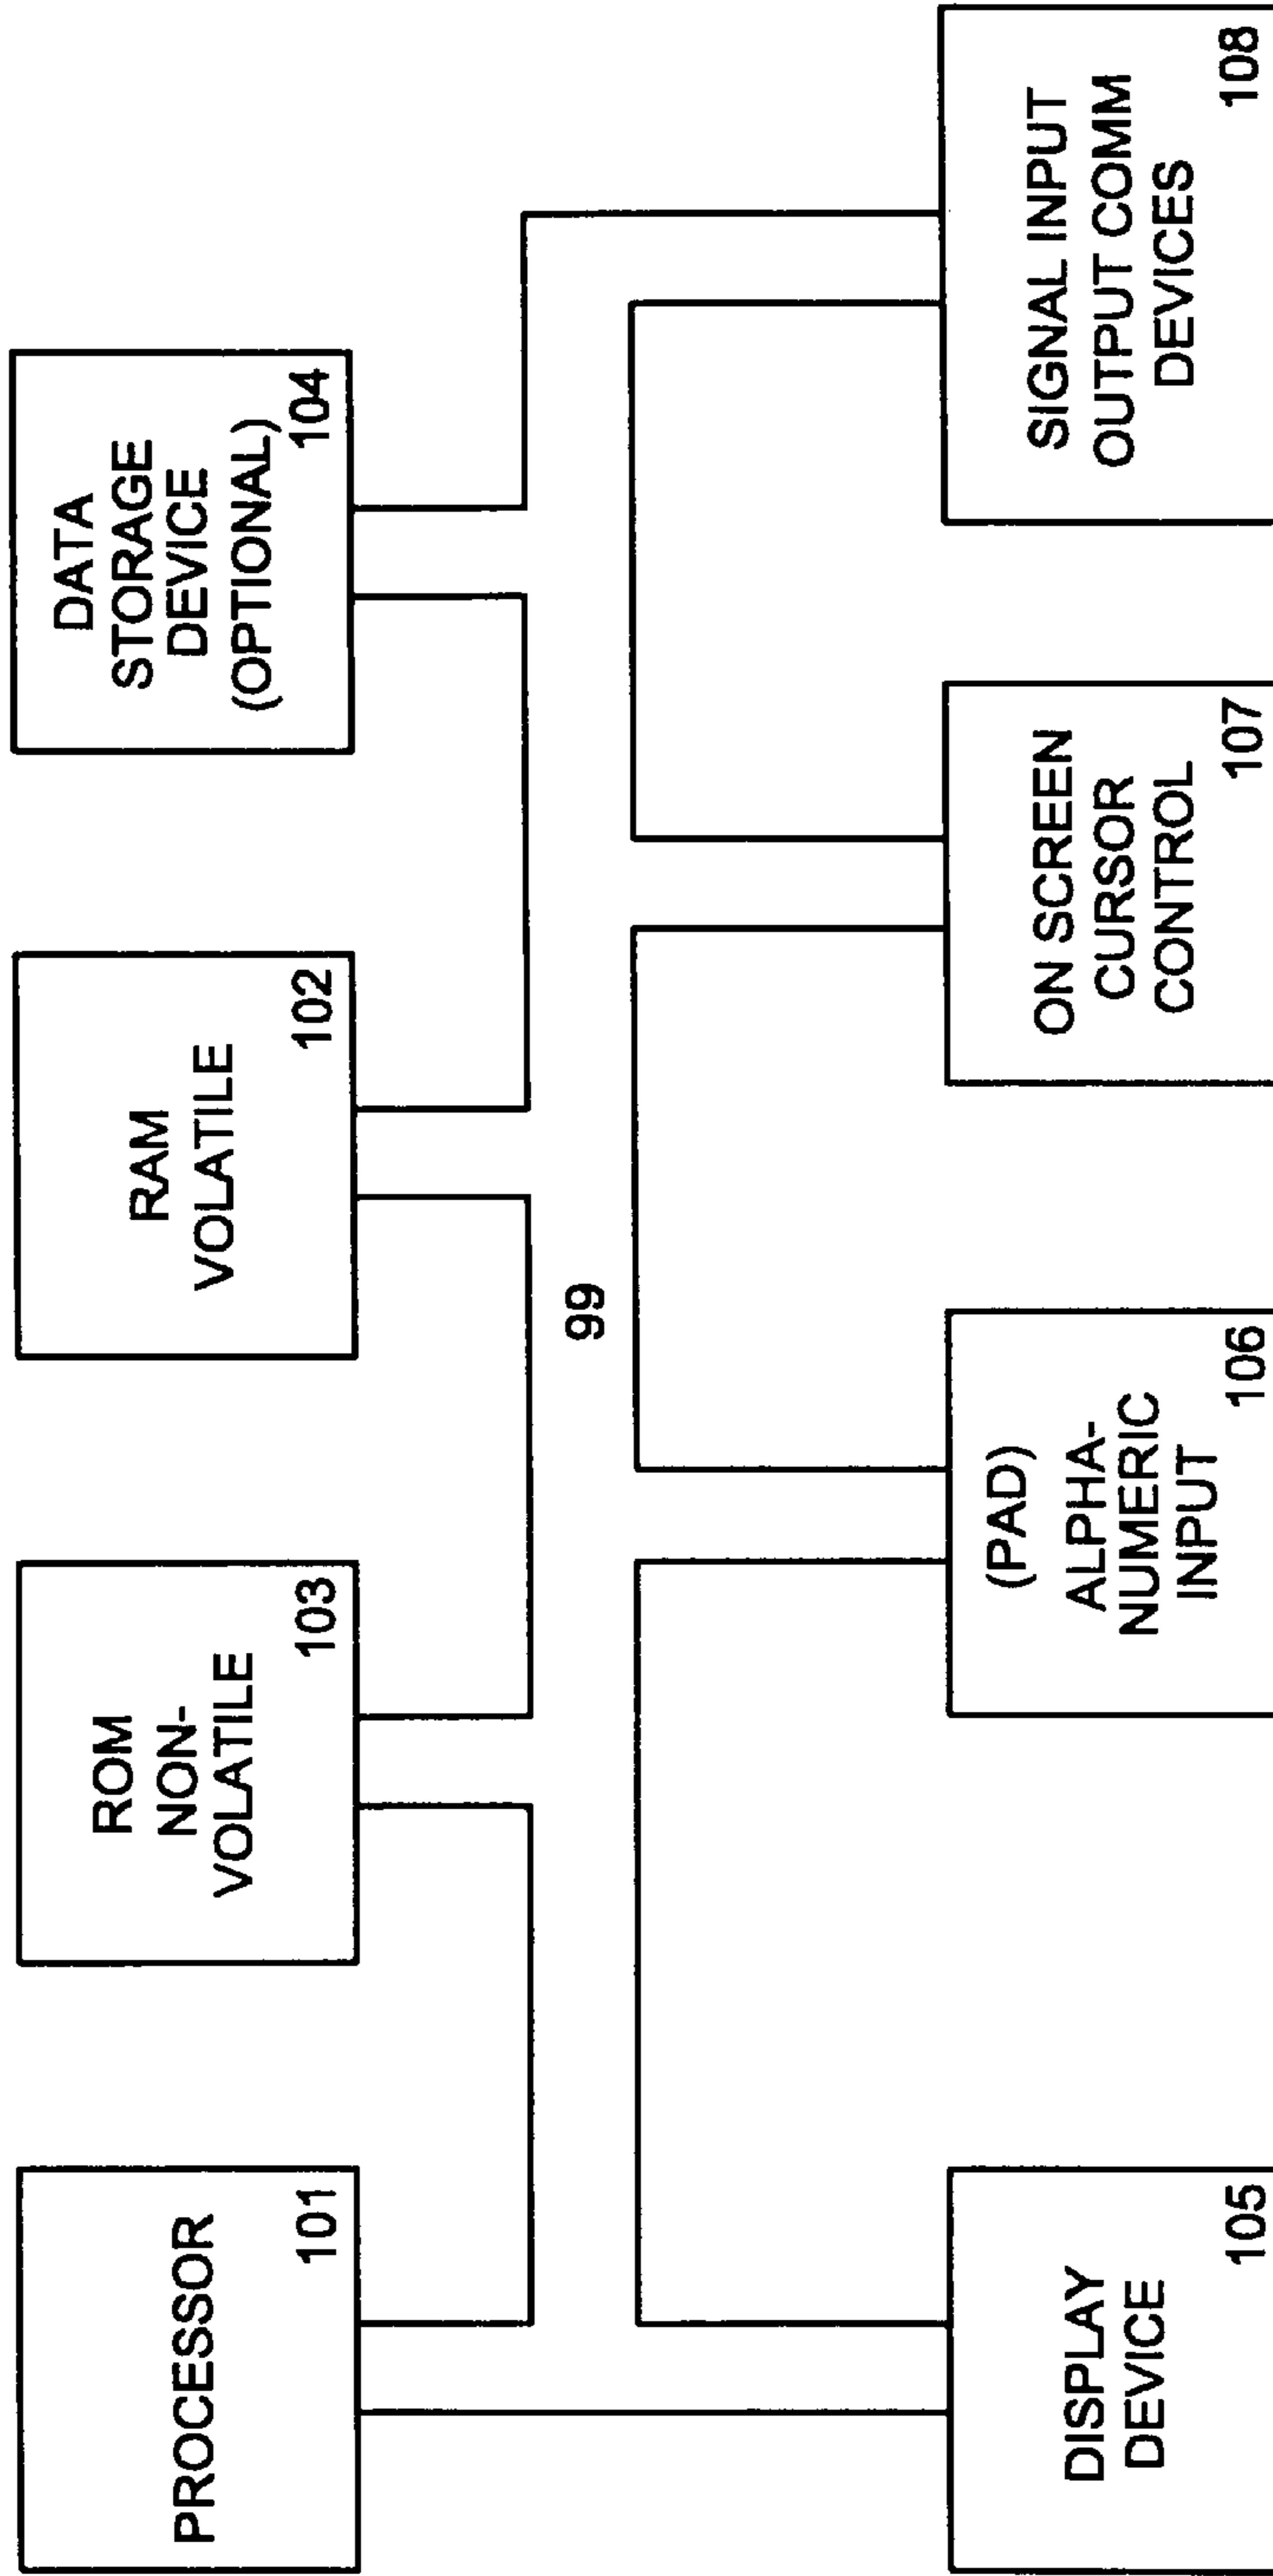 PROCESSOR
101
ROM
NON-
VOLATILE
103
RAM
VOLATILE
102
DATA
STORAGE
DEVICE
(OPTIONAL)
104
99
DISPLAY
DEVICE
105
(PAD)
ALPHA-
NUMERIC
INPUT
106
ON SCREEN
CURSOR
CONTROL
107
SIGNAL INPUT
OUTPUT COMM
DEVICES
108